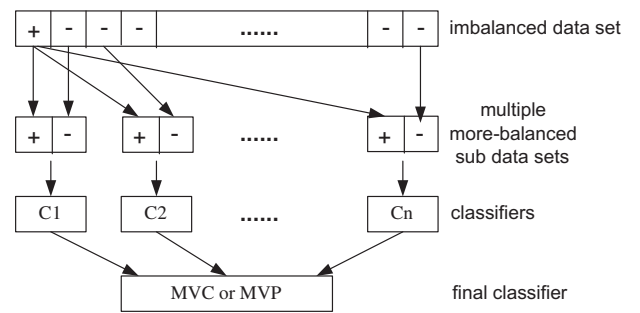 + - - - ...... - - imbalanced data set
multiple
more-balanced
sub data sets
+ - + - ...... + -
C1 C2 ...... Cn classifiers
MVC or MVP final classifier